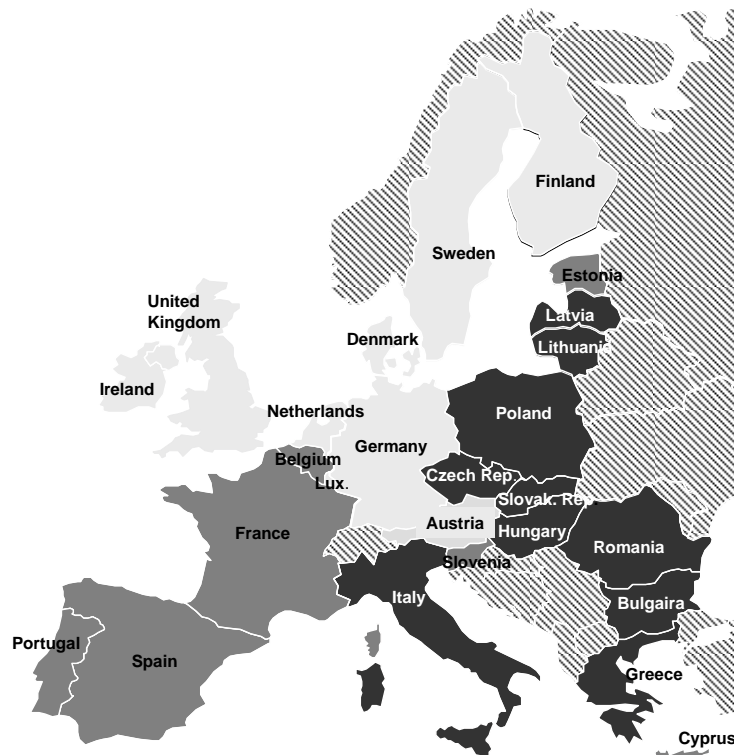 Finland
Sweden
Estonia
United
Kingdom
Latvia
Denmark
Lithuania
Ireland
Netherlands
Poland
Germany
Belgium
Czech Rep.
Lux.
Slovak. Rep.
Austria
France
Hungary
Romania
Slovenia
Italy
Bulgaira
Portugal
Spain
Greece
Cyprus